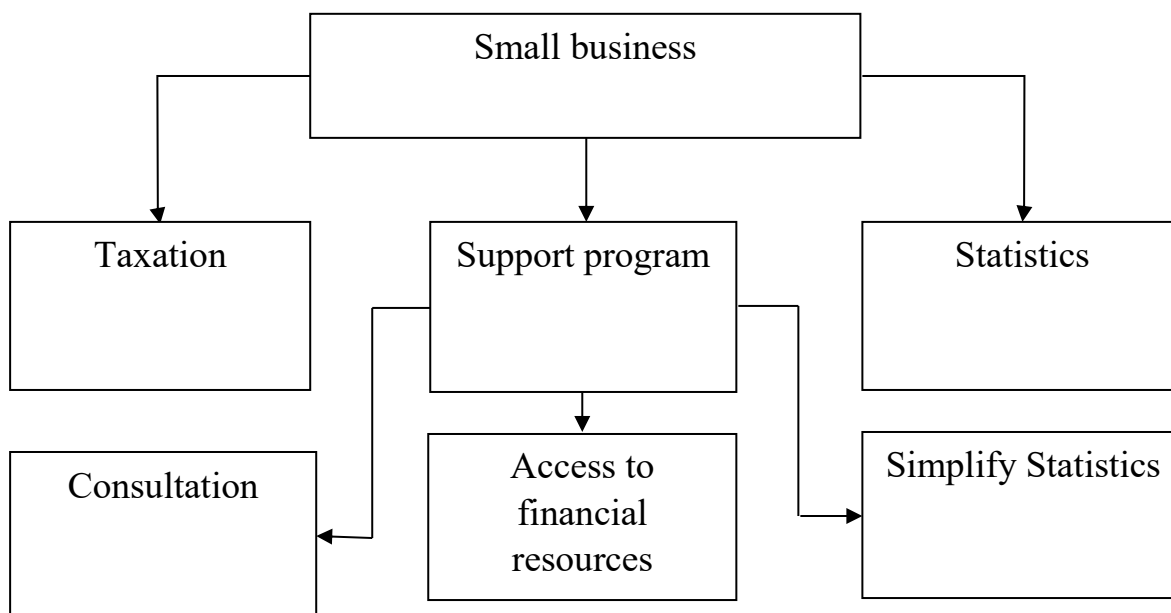 Small business
Taxation
Support program
Statistics
Consultation
Access to
financial
resources
Simplify Statistics